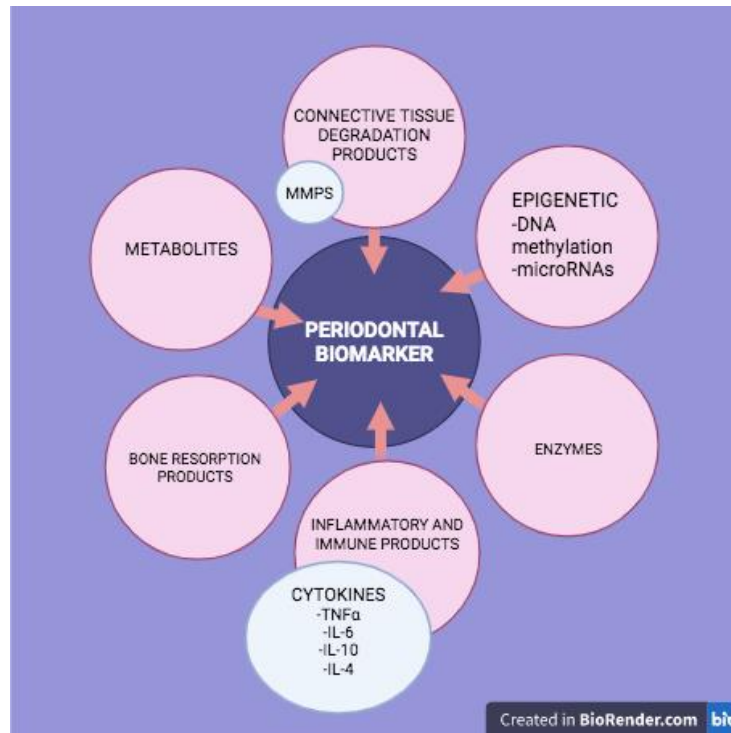 CONNECTIVE TISSUE
DEGRADATION
PRODUCTS
MMPS
EPIGENETIC
-DNA
methylation
-microRNAs
METABOLITES
PERIODONTAL
BIOMARKER
BONE RESORPTION
PRODUCTS
ENZYMES
INFLAMMATORY AND
IMMUNE PRODUCTS
CYTOKINES
-TNFα
-IL-6
-IL-10
-IL-4
Created in BioRender.com